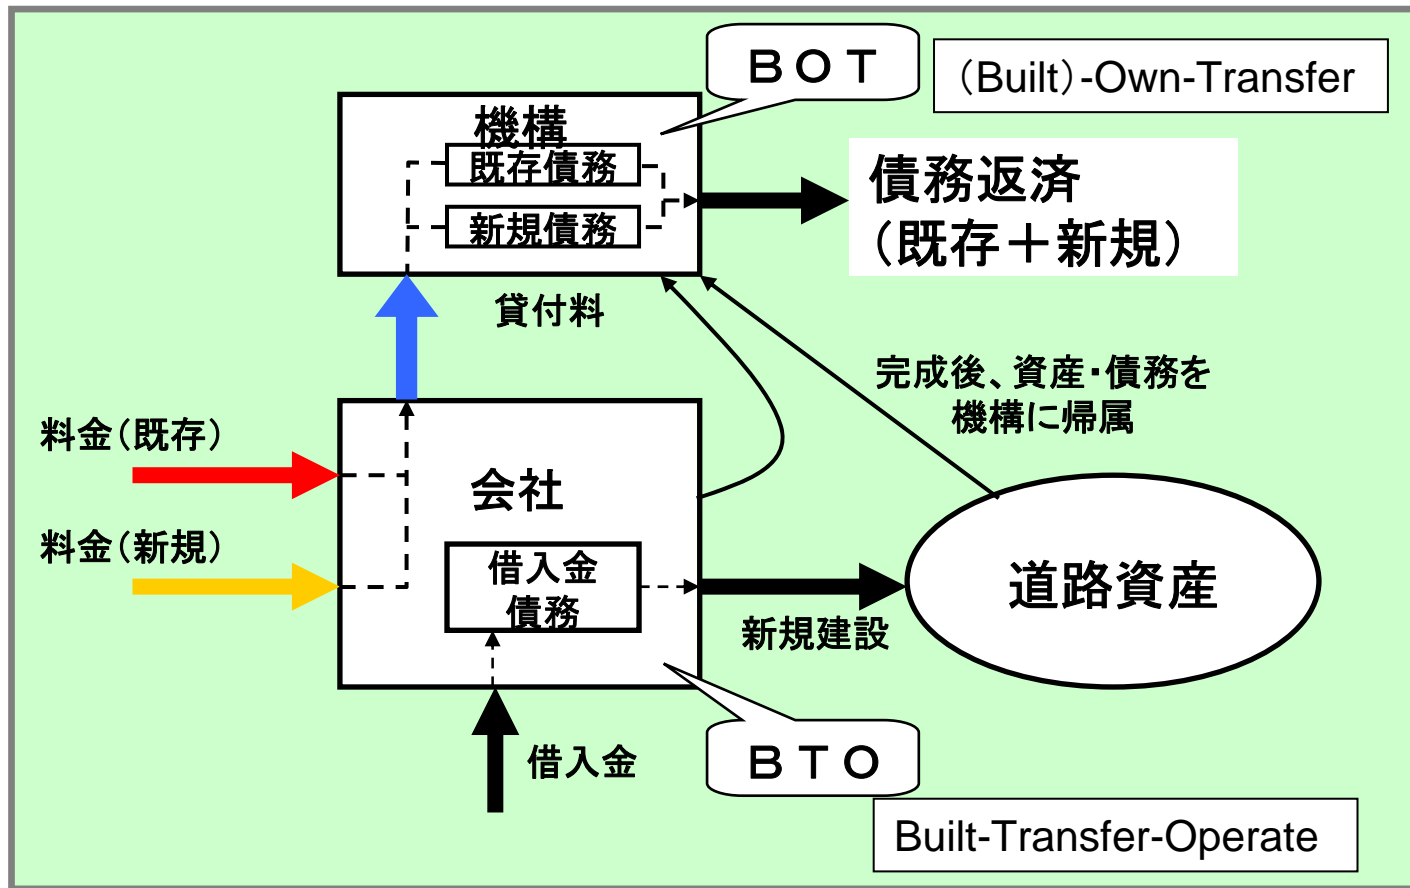 ＢＯＴ
（Built）-Own-Transfer
機構
既存債務
新規債務
債務返済
（既存＋新規）
貸付料
完成後、資産・債務を
機構に帰属
料金（既存）
会社
料金（新規）
借入金
債務
道路資産
新規建設
借入金
ＢＴＯ
Built-Transfer-Operate